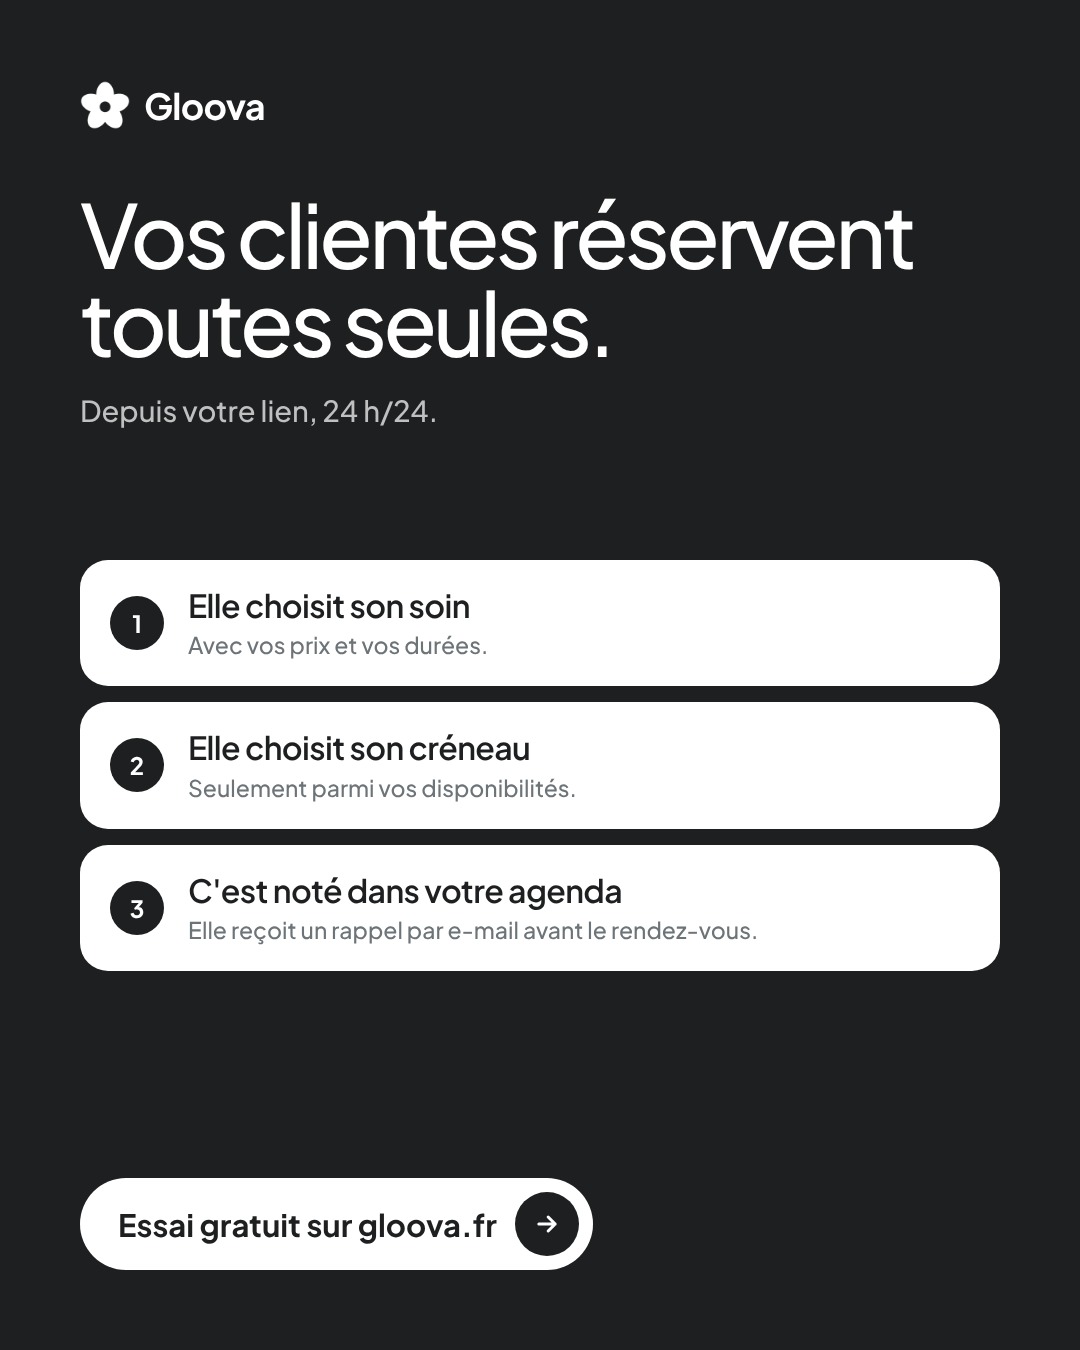 Gloova
Vos clientes réservent
toutes seules.
Depuis votre lien, 24 h/24.
1
Elle choisit son soin
Avec vos prix et vos durées.
2
Elle choisit son créneau
Seulement parmi vos disponibilités.
3
C'est noté dans votre agenda
Elle reçoit un rappel par e-mail avant le rendez-vous.
Essai gratuit sur gloova.fr